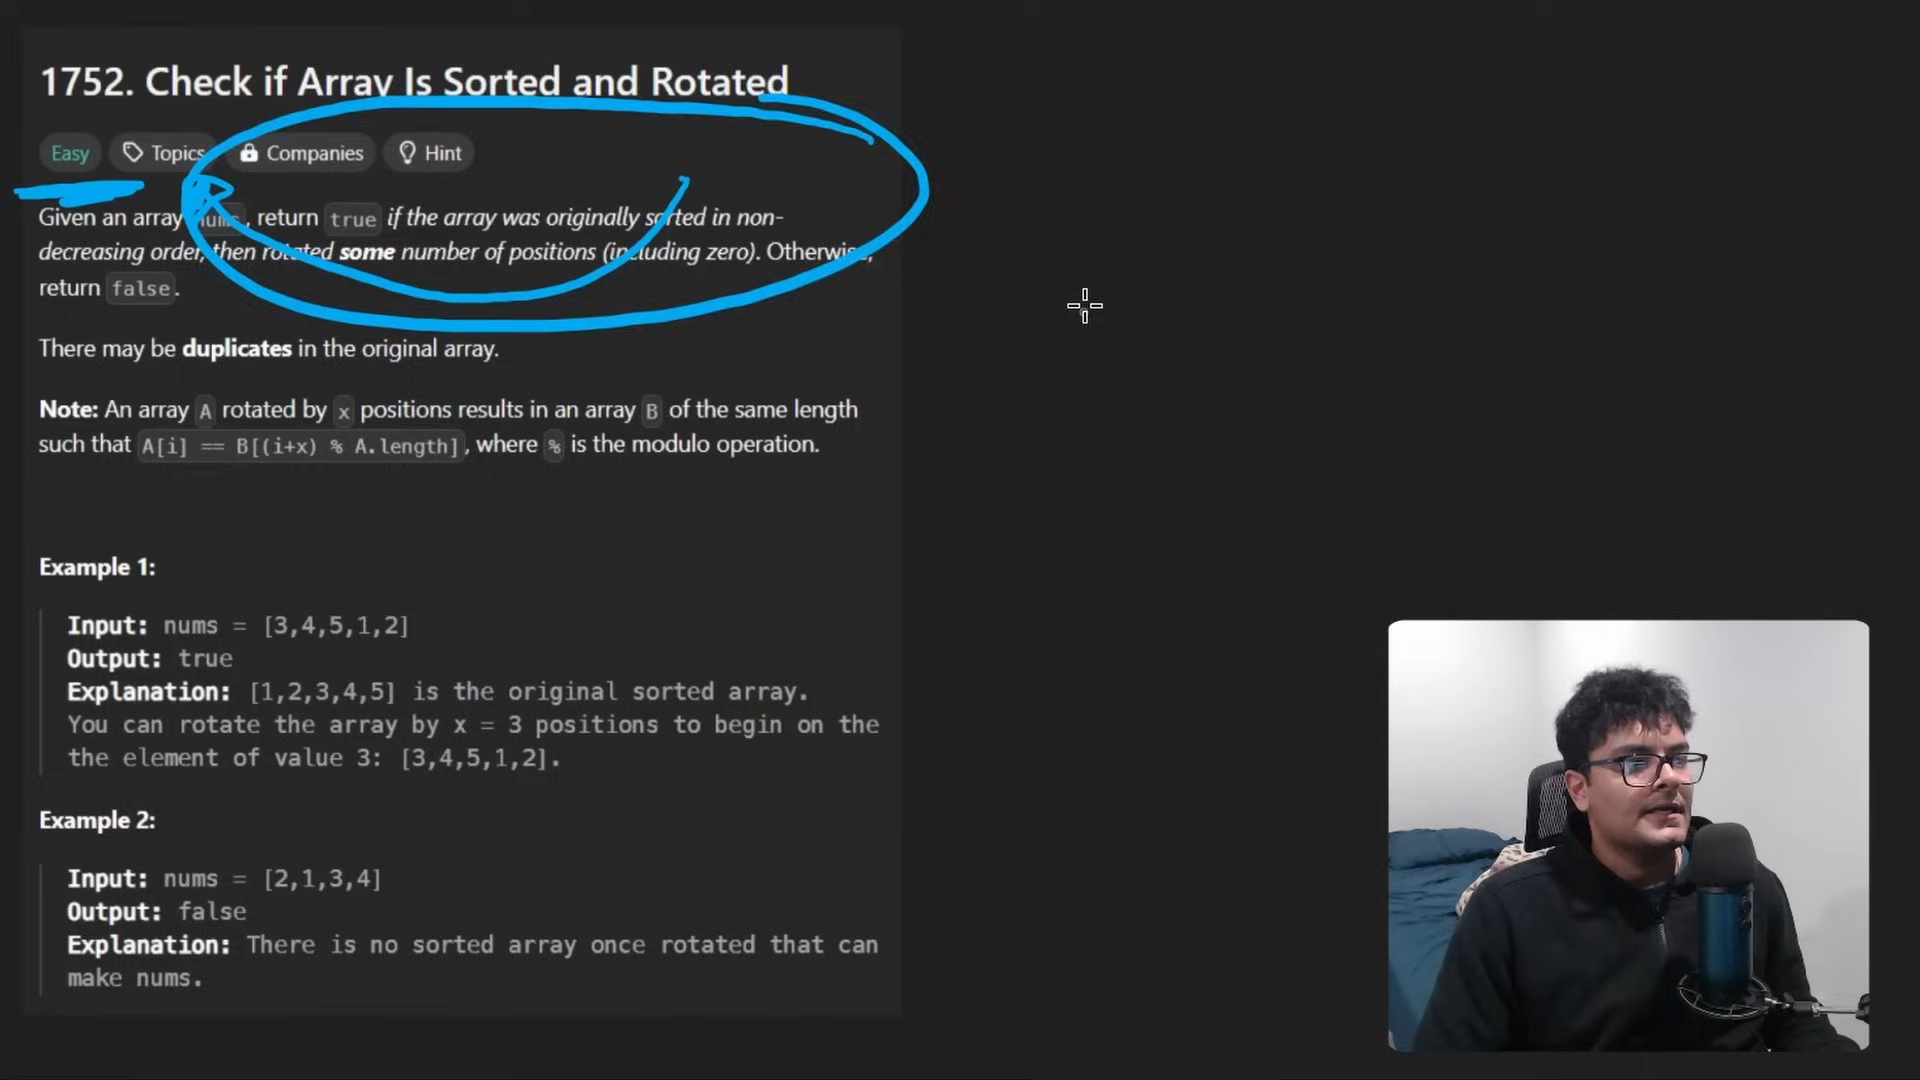 1752. Check if Array Is Sorted and Rotated
Easy Topics Companies Hint
Given an array nums, return true if the array was originally sorted in non-
decreasing order, then rotated some number of positions (including zero). Otherwise,
return false.
There may be duplicates in the original array.
Note: An array A rotated by x positions results in an array B of the same length
such that A[i] == B[(i+x) % A.length], where % is the modulo operation.
Example 1:
Input: nums = [3,4,5,1,2]
Output: true
Explanation: [1,2,3,4,5] is the original sorted array.
You can rotate the array by x = 3 positions to begin on the
the element of value 3: [3,4,5,1,2].
Example 2:
Input: nums = [2,1,3,4]
Output: false
Explanation: There is no sorted array once rotated that can
make nums.